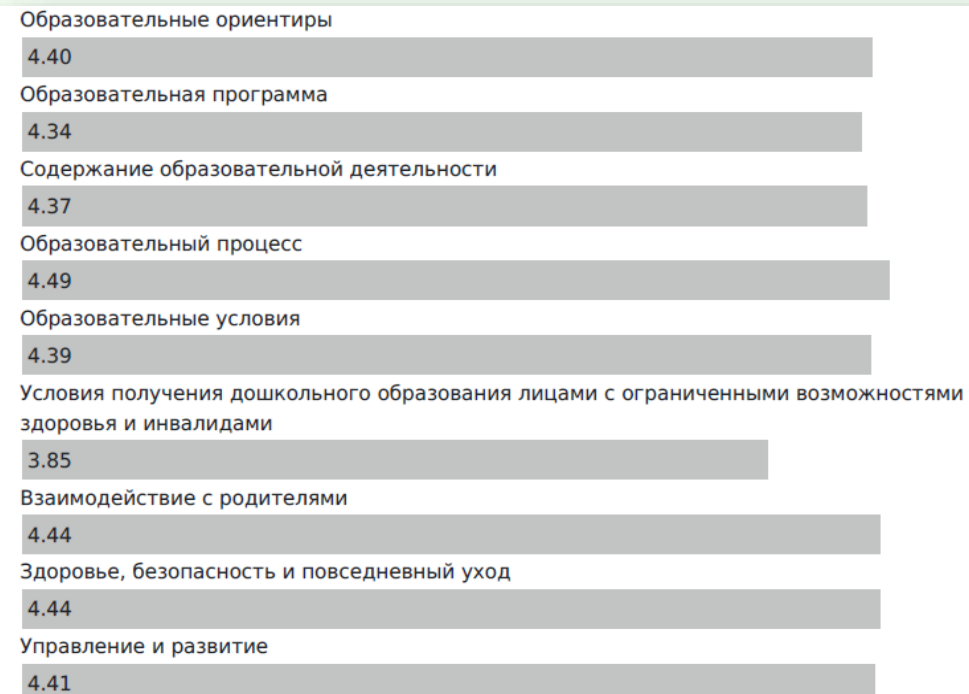 Образовательные ориентиры
4.40
Образовательная программа
4.34
Содержание образовательной деятельности
4.37
Образовательный процесс
4.49
Образовательные условия
4.39
Условия получения дошкольного образования лицами с ограниченными возможностями
здоровья и инвалидами
3.85
Взаимодействие с родителями
4.44
Здоровье, безопасность и повседневный уход
4.44
Управление и развитие
4.41